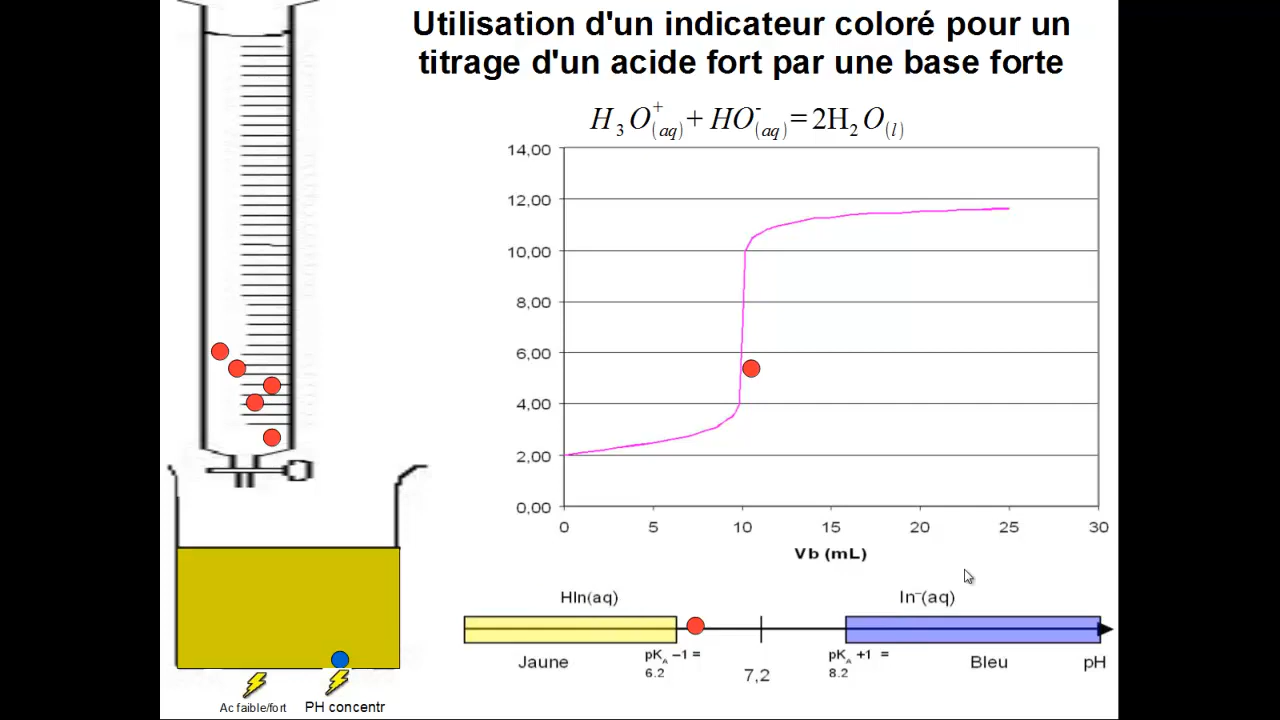 Utilisation d'un indicateur coloré pour un
titrage d'un acide fort par une base forte
H₃O⁺(aq) + HO⁻(aq) = 2H₂O(l)
14,00
12,00
10,00
8,00
6,00
4,00
2,00
0,00
0 5 10 15 20 25 30
Vb (mL)
HIn(aq) In⁻(aq)
pK_A –1 = pK_A +1 =
6.2 7,2 8.2
Jaune Bleu pH
Ac faible/fort PH concentr